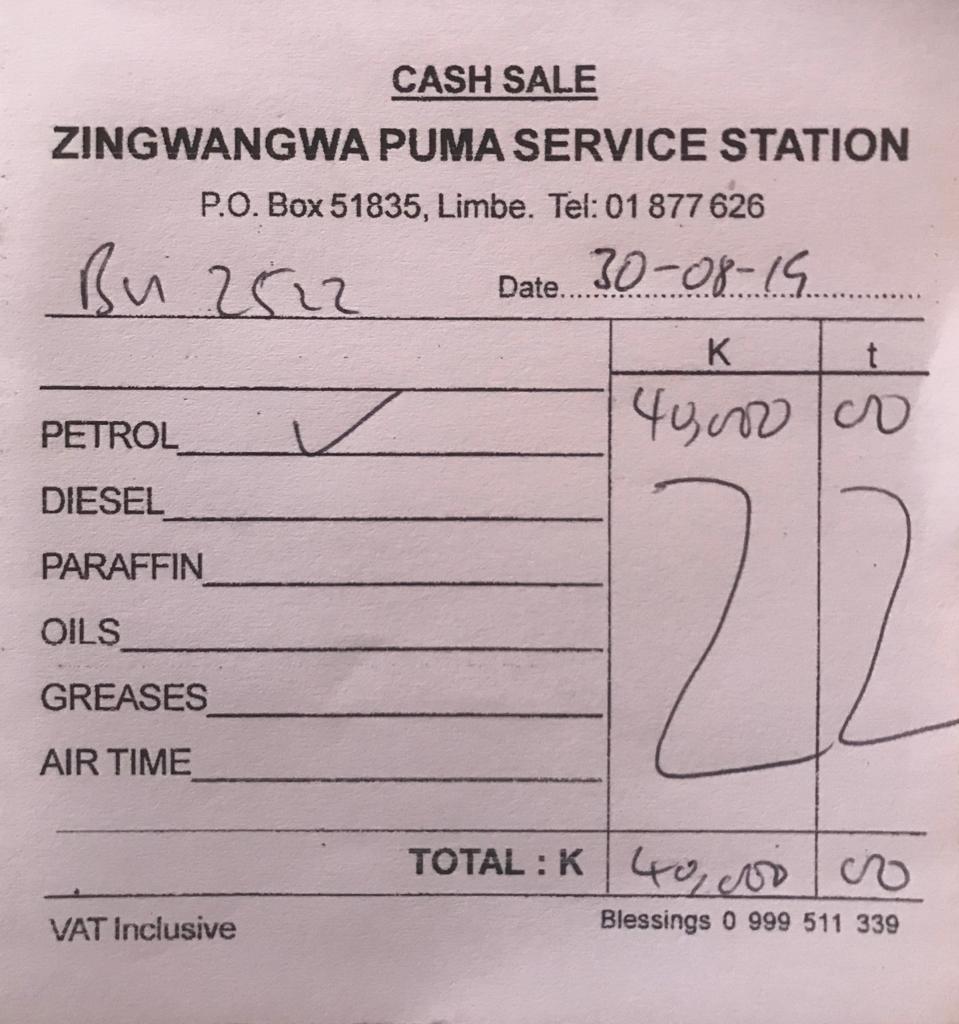 CASH SALE
ZINGWANGWA PUMA SERVICE STATION
P.O. Box 51835, Limbe. Tel: 01 877 626
BU 2522 Date 30-08-19
K t
PETROL ✓ 40,000 00
DIESEL
PARAFFIN
OILS
GREASES
AIR TIME
TOTAL : K 40,000 00
VAT Inclusive Blessings 0 999 511 339